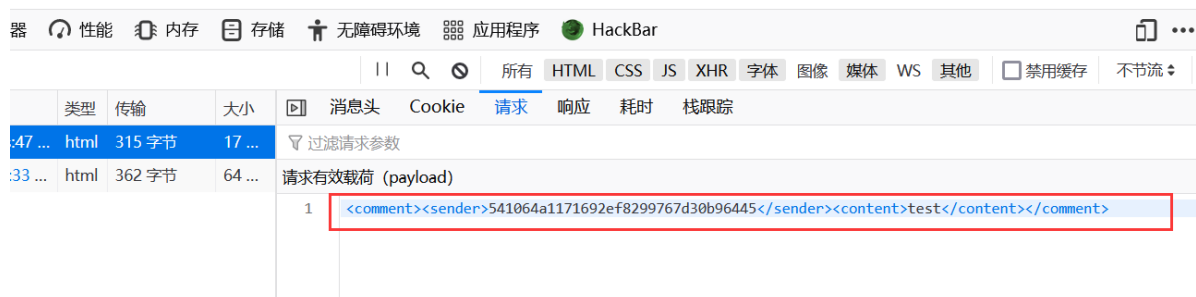 器 性能 内存 存储 无障碍环境 应用程序 HackBar
所有 HTML CSS JS XHR 字体 图像 媒体 WS 其他 禁用缓存 不节流
类型 传输 大小 消息头 Cookie 请求 响应 耗时 栈跟踪
:47 ... html 315 字节 17 ... 过滤请求参数
:33 ... html 362 字节 64 ... 请求有效载荷 (payload)
1 <comment><sender>541064a1171692ef8299767d30b96445</sender><content>test</content></comment>